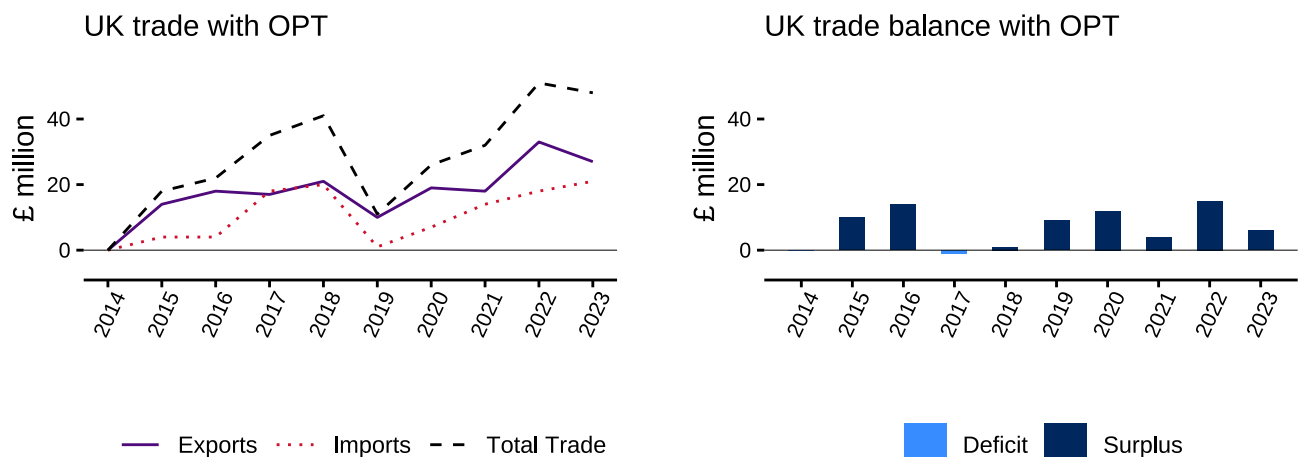 UK trade with OPT
£ million
40
20
0
2014 2015 2016 2017 2018 2019 2020 2021 2022 2023
Exports Imports Total Trade
UK trade balance with OPT
£ million
40
20
0
2014 2015 2016 2017 2018 2019 2020 2021 2022 2023
Deficit Surplus